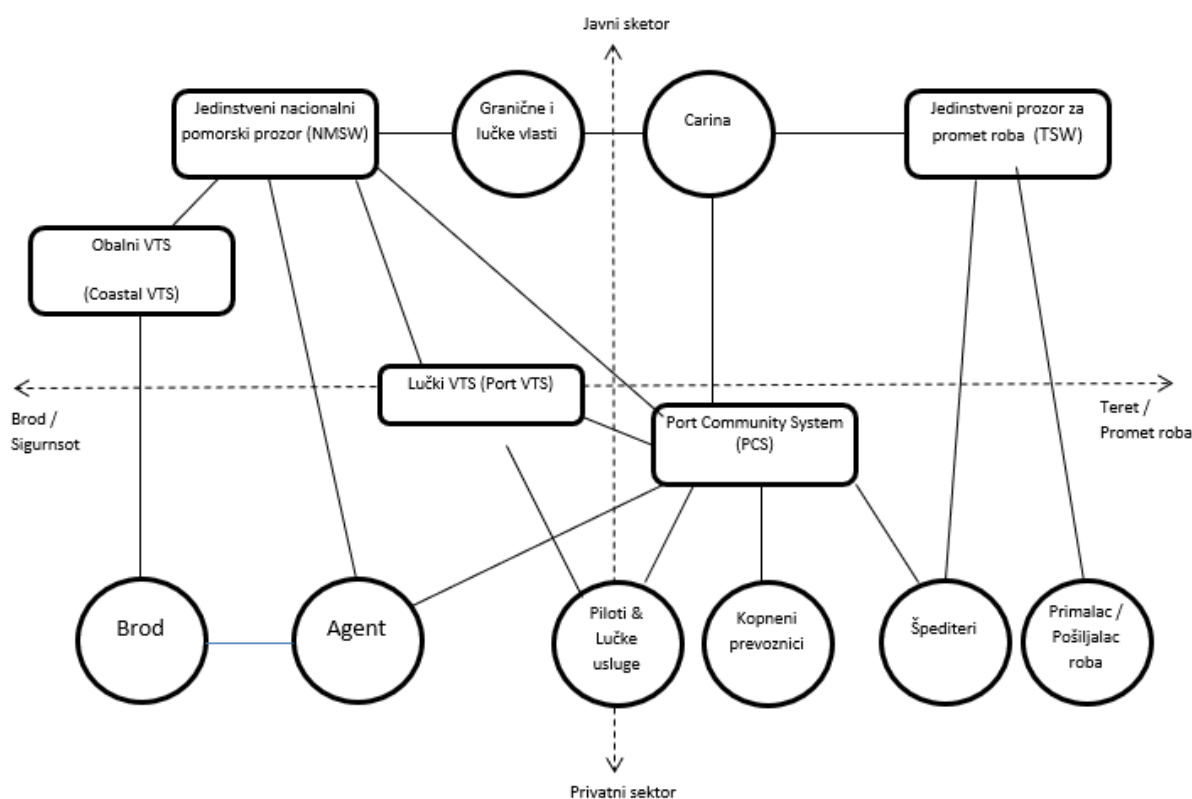 Javni sketor
Jedinstveni nacionalni
pomorski prozor (NMSW)
Granične i
lučke vlasti
Carina
Jedinstveni prozor za
promet roba (TSW)
Obalni VTS
(Coastal VTS)
Lučki VTS (Port VTS)
Port Community System
(PCS)
Brod /
Sigurnsot
Teret /
Promet roba
Brod
Agent
Piloti &
Lučke
usluge
Kopneni
prevoznici
Špediteri
Primalac /
Pošiljalac
roba
Privatni sektor